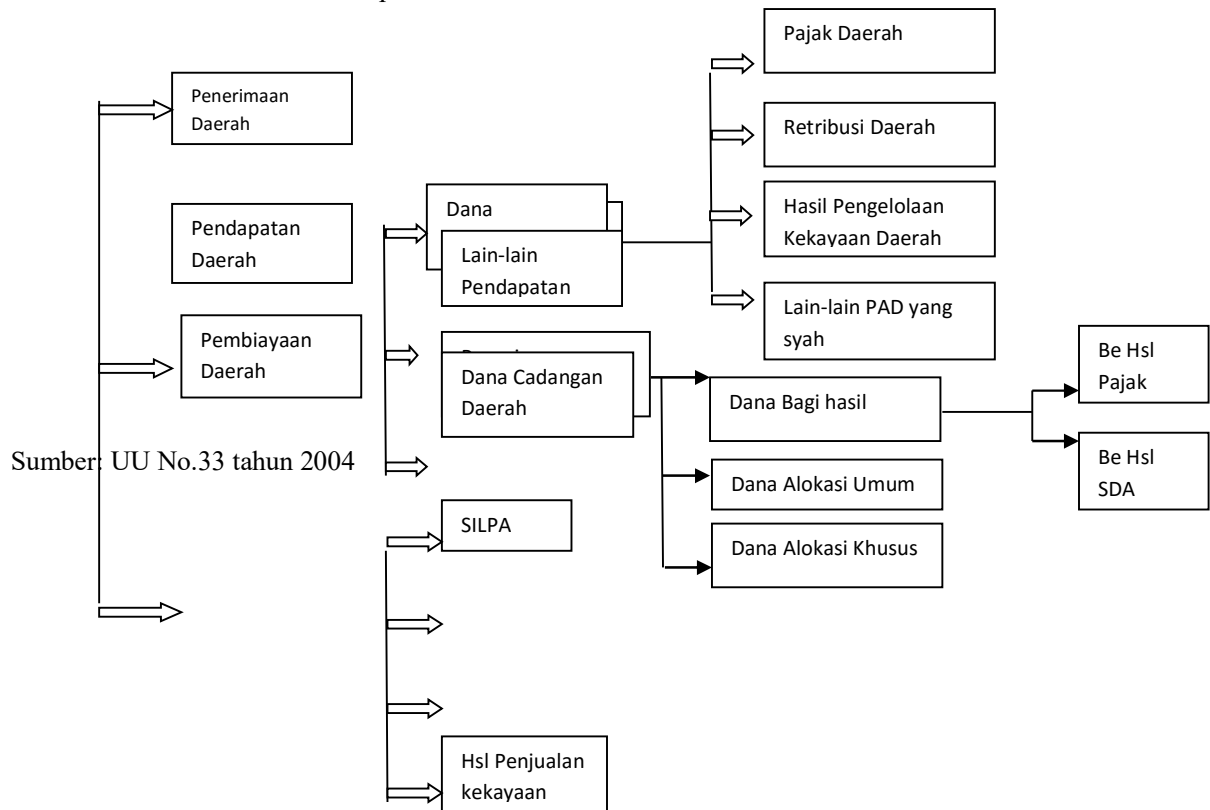 Penerimaan
Daerah
Pendapatan
Daerah
Pembiayaan
Daerah
Sumber: UU No.33 tahun 2004
Dana
Lain-lain
Pendapatan
Dana Cadangan
Daerah
SILPA
Hsl Penjualan
kekayaan
Pajak Daerah
Retribusi Daerah
Hasil Pengelolaan
Kekayaan Daerah
Lain-lain PAD yang
syah
Dana Bagi hasil
Dana Alokasi Umum
Dana Alokasi Khusus
Be Hsl
Pajak
Be Hsl
SDA